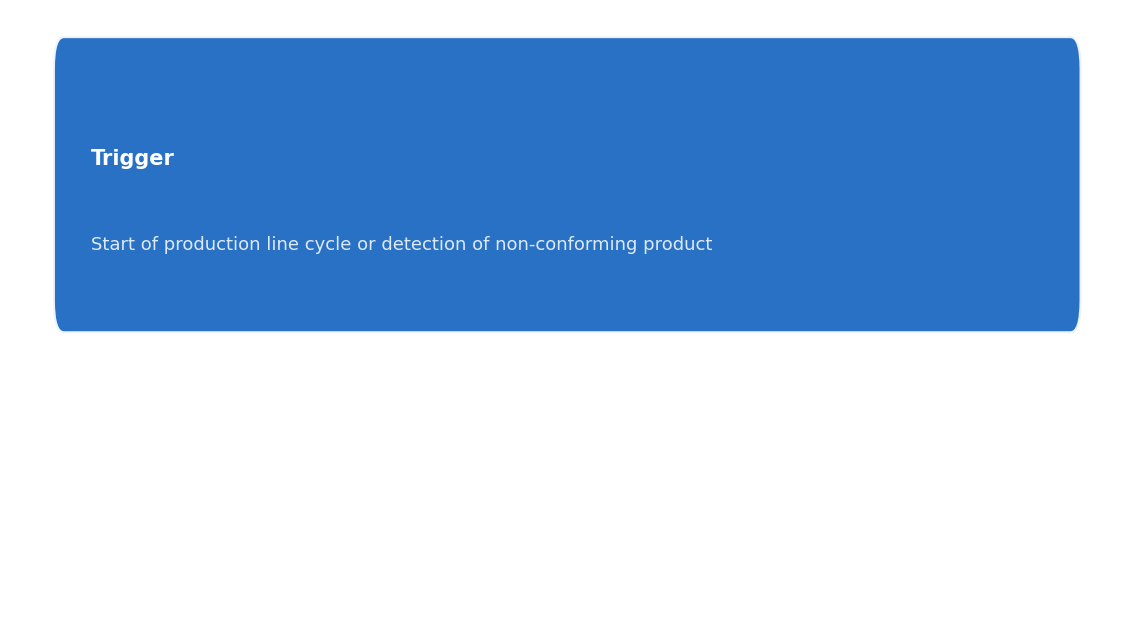 Trigger
Start of production line cycle or detection of non-conforming product